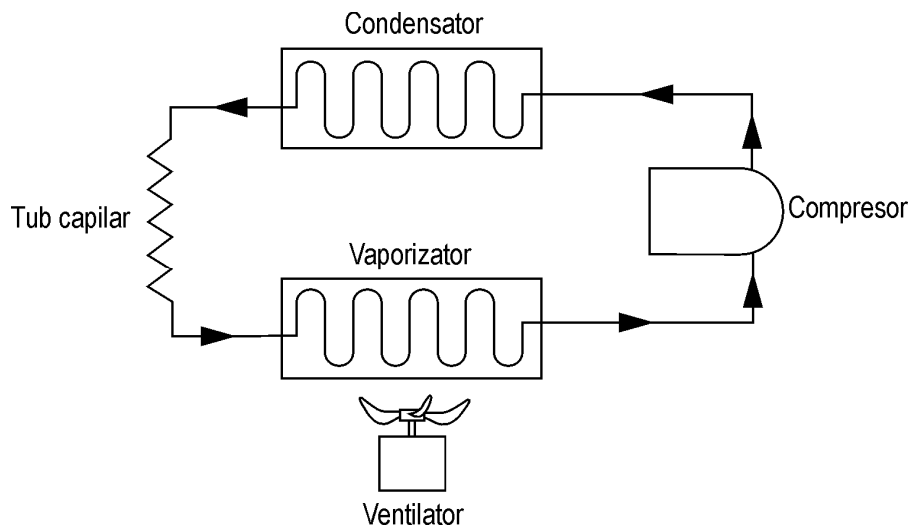 Condensator
Tub capilar
Compresor
Vaporizator
Ventilator